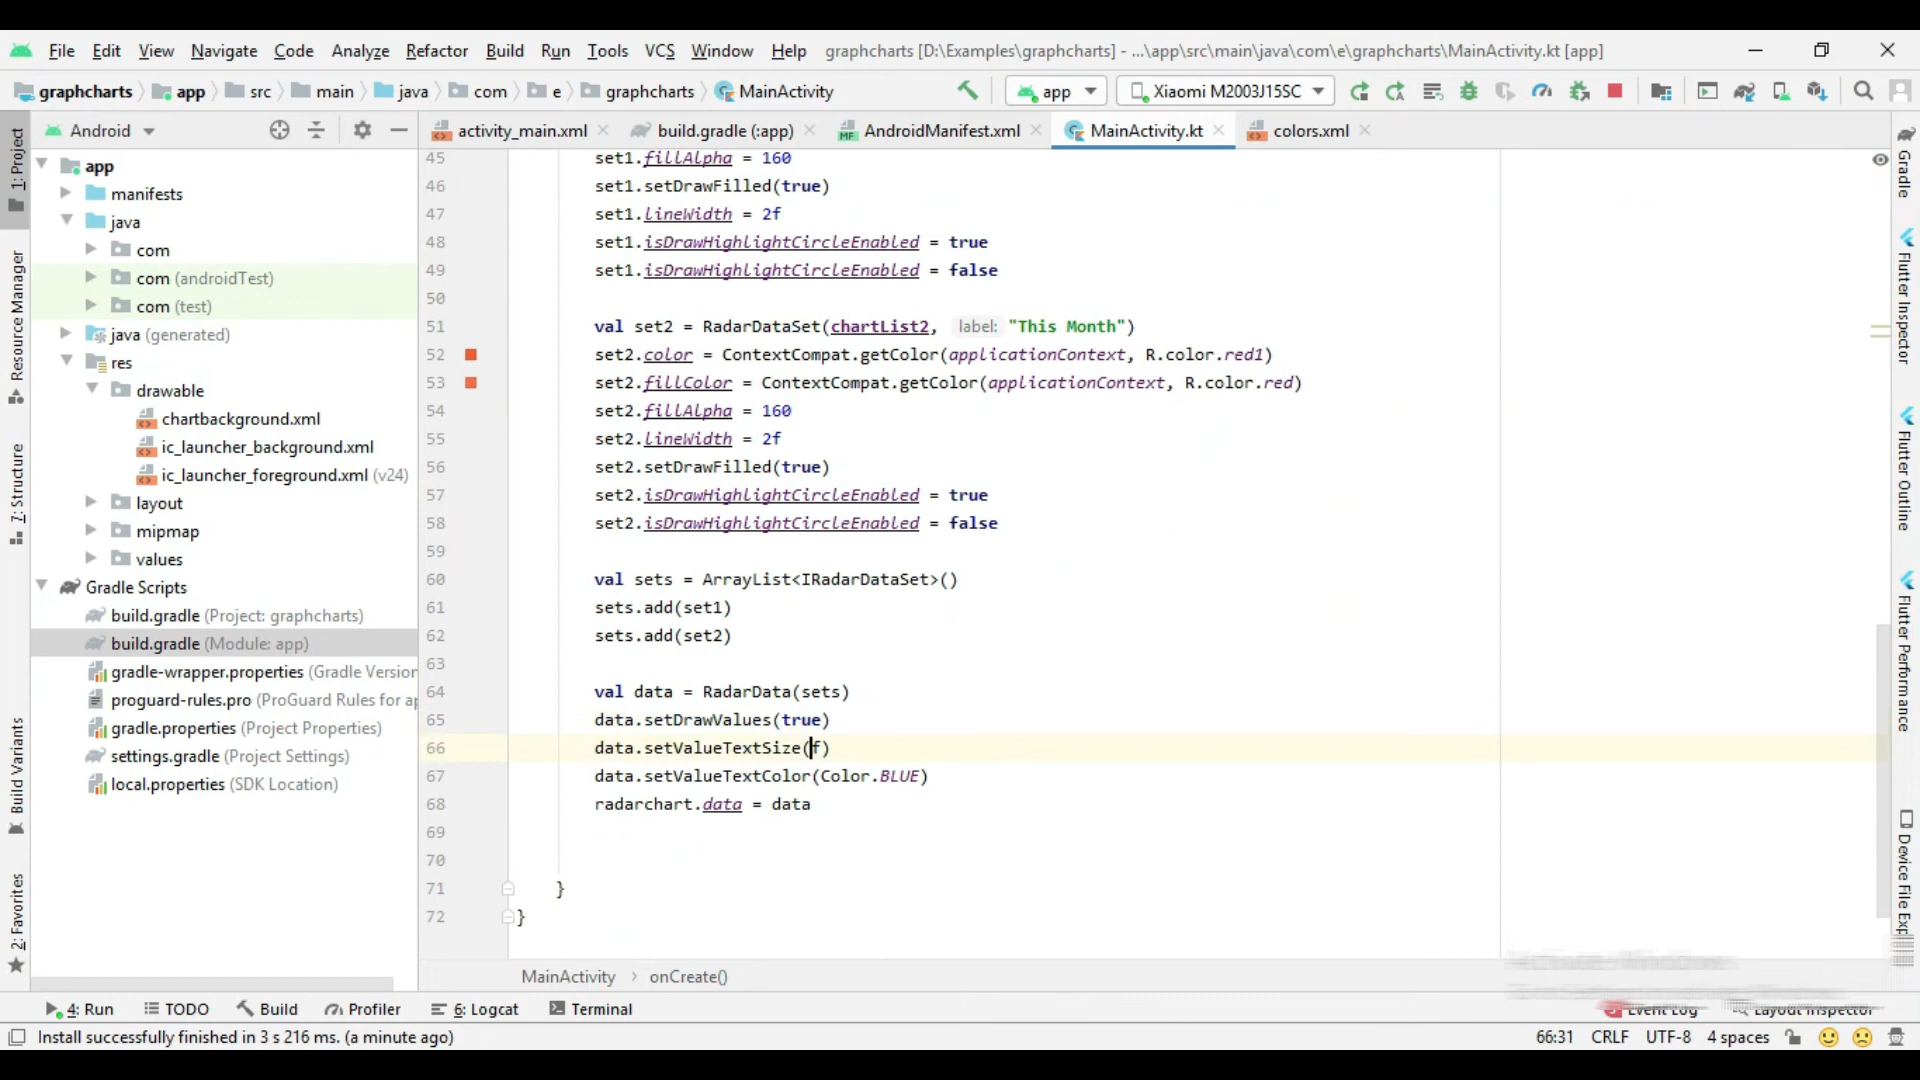 File Edit View Navigate Code Analyze Refactor Build Run Tools VCS Window Help graphcharts [D:\Examples\graphcharts] - ...\app\src\main\java\com\e\graphcharts\MainActivity.kt [app]
graphcharts app src main java com e graphcharts MainActivity app Xiaomi M2003J15SC
Android activity_main.xml build.gradle (:app) AndroidManifest.xml MainActivity.kt colors.xml
1: Project
Resource Manager
7: Structure
Build Variants
2: Favorites
app
manifests
java
com
com (androidTest)
com (test)
java (generated)
res
drawable
chartbackground.xml
ic_launcher_background.xml
ic_launcher_foreground.xml (v24)
layout
mipmap
values
Gradle Scripts
build.gradle (Project: graphcharts)
build.gradle (Module: app)
gradle-wrapper.properties (Gradle Version
proguard-rules.pro (ProGuard Rules for ap
gradle.properties (Project Properties)
settings.gradle (Project Settings)
local.properties (SDK Location)
45 set1.fillAlpha = 160
46 set1.setDrawFilled(true)
47 set1.lineWidth = 2f
48 set1.isDrawHighlightCircleEnabled = true
49 set1.isDrawHighlightCircleEnabled = false
50
51 val set2 = RadarDataSet(chartList2, label: "This Month")
52 set2.color = ContextCompat.getColor(applicationContext, R.color.red1)
53 set2.fillColor = ContextCompat.getColor(applicationContext, R.color.red)
54 set2.fillAlpha = 160
55 set2.lineWidth = 2f
56 set2.setDrawFilled(true)
57 set2.isDrawHighlightCircleEnabled = true
58 set2.isDrawHighlightCircleEnabled = false
59
60 val sets = ArrayList<IRadarDataSet>()
61 sets.add(set1)
62 sets.add(set2)
63
64 val data = RadarData(sets)
65 data.setDrawValues(true)
66 data.setValueTextSize(f)
67 data.setValueTextColor(Color.BLUE)
68 radarchart.data = data
69
70
71 }
72 }
MainActivity onCreate()
Gradle
Flutter Inspector
Flutter Outline
Flutter Performance
Device File Exp
4: Run TODO Build Profiler 6: Logcat Terminal Event Log Layout Inspector
Install successfully finished in 3 s 216 ms. (a minute ago) 66:31 CRLF UTF-8 4 spaces